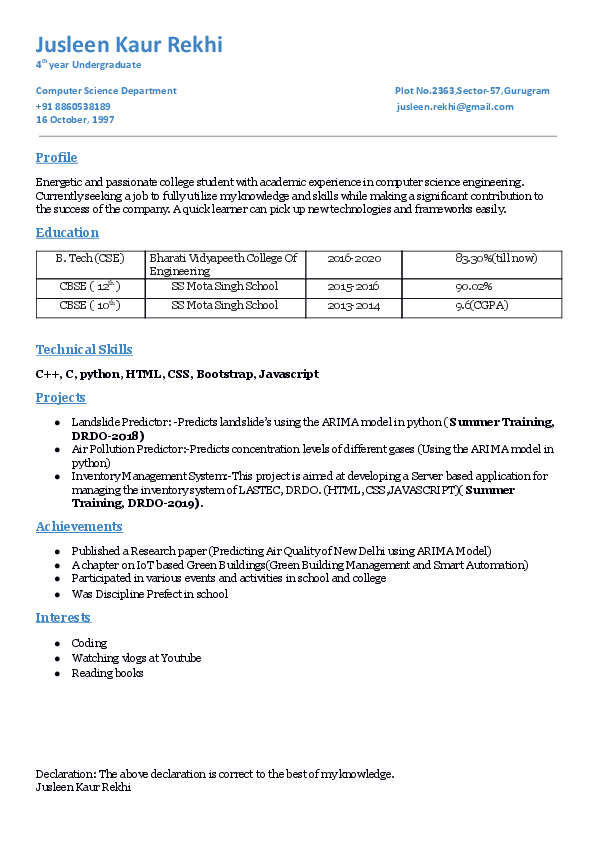 Jusleen Kaur Rekhi
4th year Undergraduate
Computer Science Department Plot No.2363,Sector-57,Gurugram
+91 8860538189 jusleen.rekhi@gmail.com
16 October, 1997
Profile
Energetic and passionate college student with academic experience in computer science engineering.
Currently seeking a job to fully utilize my knowledge and skills while making a significant contribution to
the success of the company. A quick learner can pick up new technologies and frameworks easily.
Education
B. Tech (CSE) Bharati Vidyapeeth College Of Engineering 2016-2020 83.30%(till now)
CBSE ( 12th ) SS Mota Singh School 2015-2016 90.02%
CBSE ( 10th ) SS Mota Singh School 2013-2014 9.6(CGPA)
Technical Skills
C++, C, python, HTML, CSS, Bootstrap, Javascript
Projects
● Landslide Predictor: -Predicts landslide's using the ARIMA model in python ( Summer Training,
DRDO-2018)
● Air Pollution Predictor:-Predicts concentration levels of different gases (Using the ARIMA model in
python)
● Inventory Management System:-This project is aimed at developing a Server based application for
managing the inventory system of LASTEC, DRDO. (HTML, CSS,JAVASCRIPT)( Summer
Training, DRDO-2019).
Achievements
● Published a Research paper (Predicting Air Quality of New Delhi using ARIMA Model)
● A chapter on IoT based Green Buildings(Green Building Management and Smart Automation)
● Participated in various events and activities in school and college
● Was Discipline Prefect in school
Interests
● Coding
● Watching vlogs at Youtube
● Reading books
Declaration: The above declaration is correct to the best of my knowledge.
Jusleen Kaur Rekhi